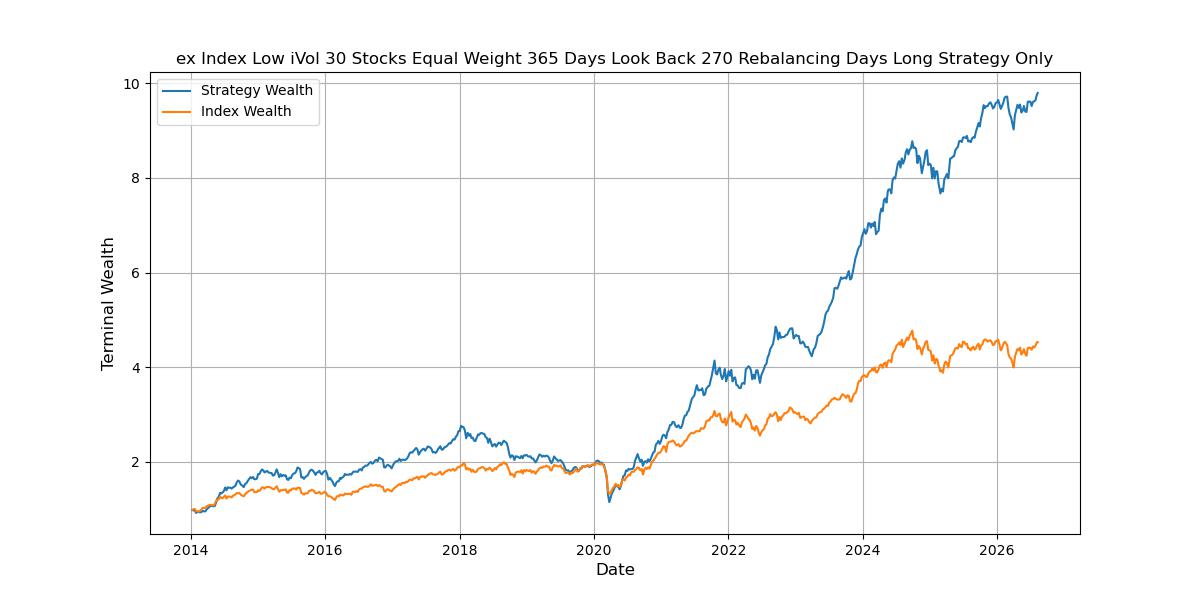 ex Index Low iVol 30 Stocks Equal Weight 365 Days Look Back 270 Rebalancing Days Long Strategy Only
Strategy Wealth
Index Wealth
Terminal Wealth
10
8
6
4
2
2014 2016 2018 2020 2022 2024 2026
Date